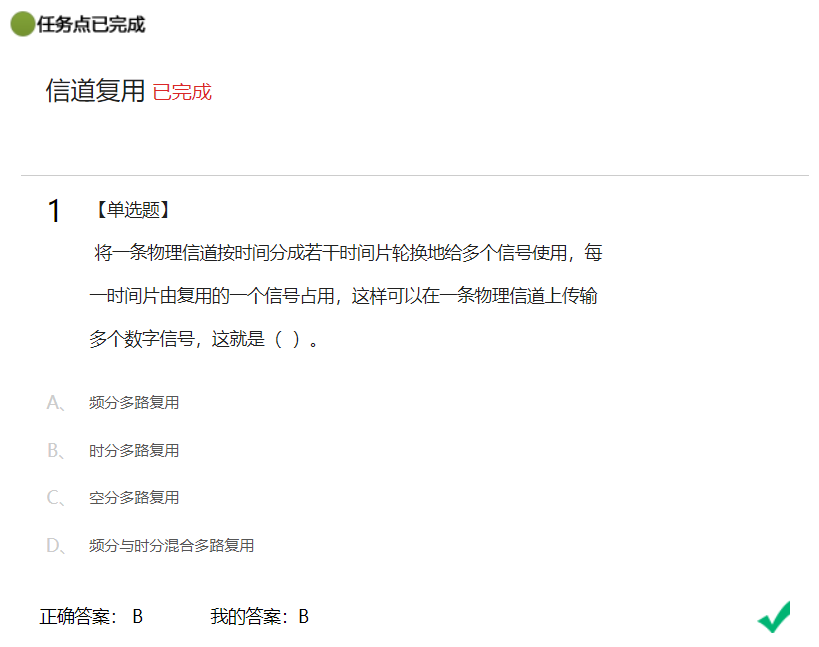 任务点已完成
信道复用 已完成
1 【单选题】
将一条物理信道按时间分成若干时间片轮换地给多个信号使用，每
一时间片由复用的一个信号占用，这样可以在一条物理信道上传输
多个数字信号，这就是（ ）。
A、 频分多路复用
B、 时分多路复用
C、 空分多路复用
D、 频分与时分混合多路复用
正确答案： B 我的答案：B